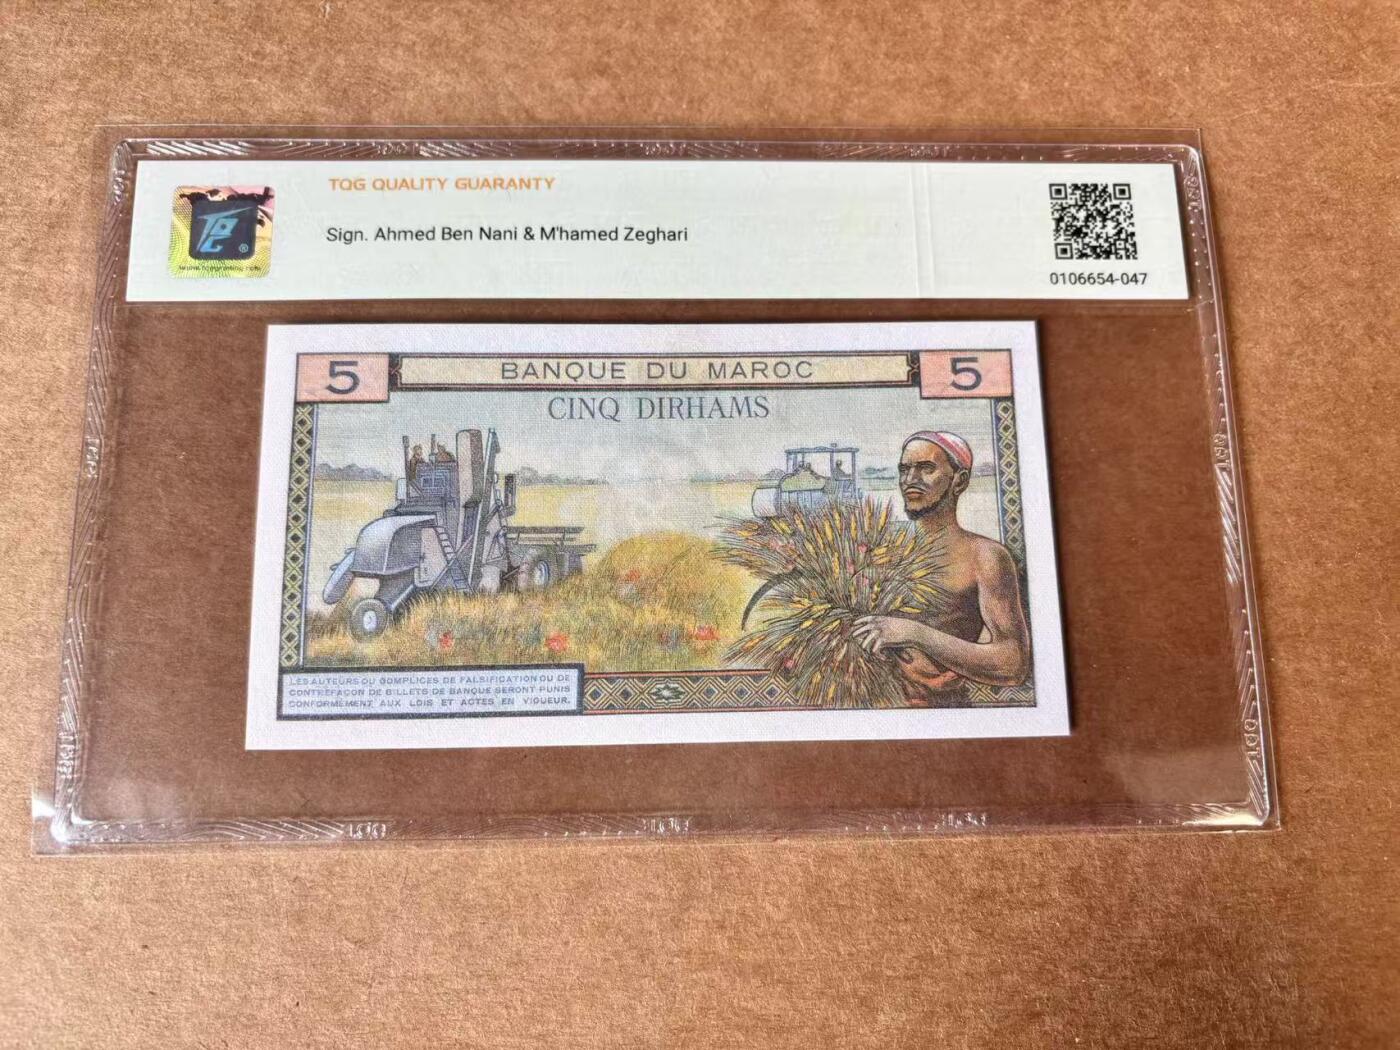 TQG QUALITY GUARANTY
Sign. Ahmed Ben Nani & M'hamed Zeghari
0106654-047
TQG ®
5 BANQUE DU MAROC 5
CINQ DIRHAMS
LES AUTEURS OU COMPLICES DE FALSIFICATION OU DE
CONTREFAÇON DE BILLETS DE BANQUE SERONT PUNIS
CONFORMÉMENT AUX LOIS ET ACTES EN VIGUEUR.